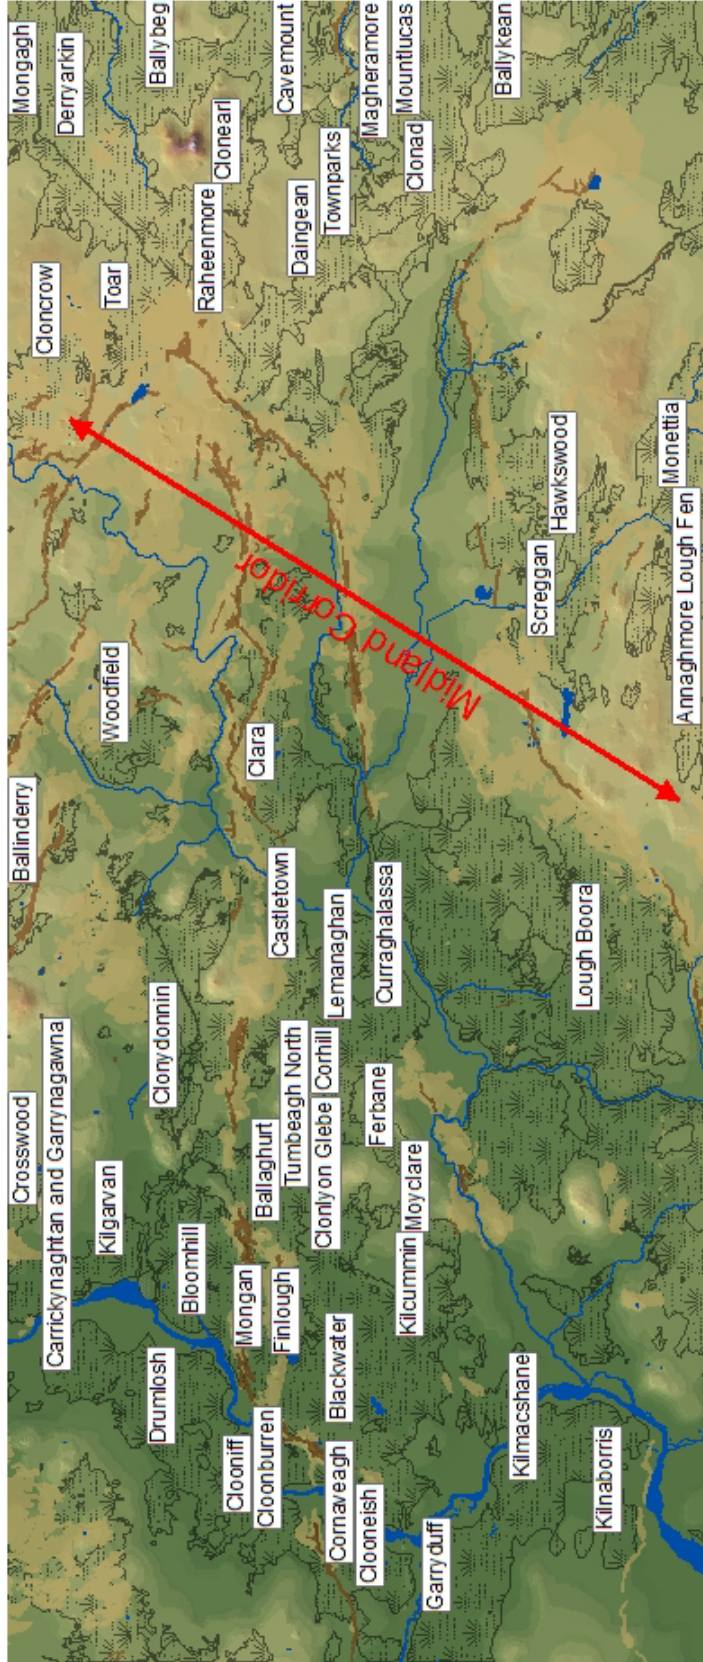 Crosswood
Carrickynaghtan and Garrynagawna
Kilgarvan
Ballinderry
Mongagh
Derryarkin
Cloncrow
Toar
Ballybeg
Woodfield
Clonydonnin
Drumlosh
Bloomhill
Raheenmore
Clonearl
Clara
Castletown
Clooniff
Cloonburren
Mongan
Finlough
Ballaghurt
Tumbeagh North
Corhill
Clonlyon Glebe
Lemanaghan
Curraghalassa
Cavemount
Daingean
Townparks
Magheramore
Mountlucas
Clonad
Midland Corridor
Cornaveagh
Clooneish
Blackwater
Ferbane
Moyclare
Kilcummin
Garryduff
Ballykean
Kilmacshane
Lough Boora
Screggan
Hawkswood
Kilnaborris
Monettia
Annaghmore Lough Fen